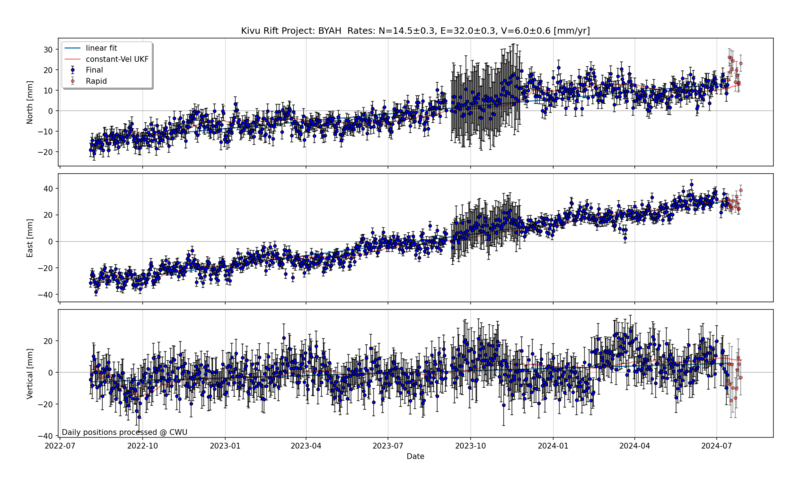 Kivu Rift Project: BYAH Rates: N=14.5±0.3, E=32.0±0.3, V=6.0±0.6 [mm/yr]
linear fit
constant-Vel UKF
Final
Rapid
North [mm]
30
20
10
0
−10
−20
East [mm]
40
20
0
−20
−40
Vertical [mm]
20
0
−20
−40
Daily positions processed @ CWU
2022-07 2022-10 2023-01 2023-04 2023-07 2023-10 2024-01 2024-04 2024-07
Date